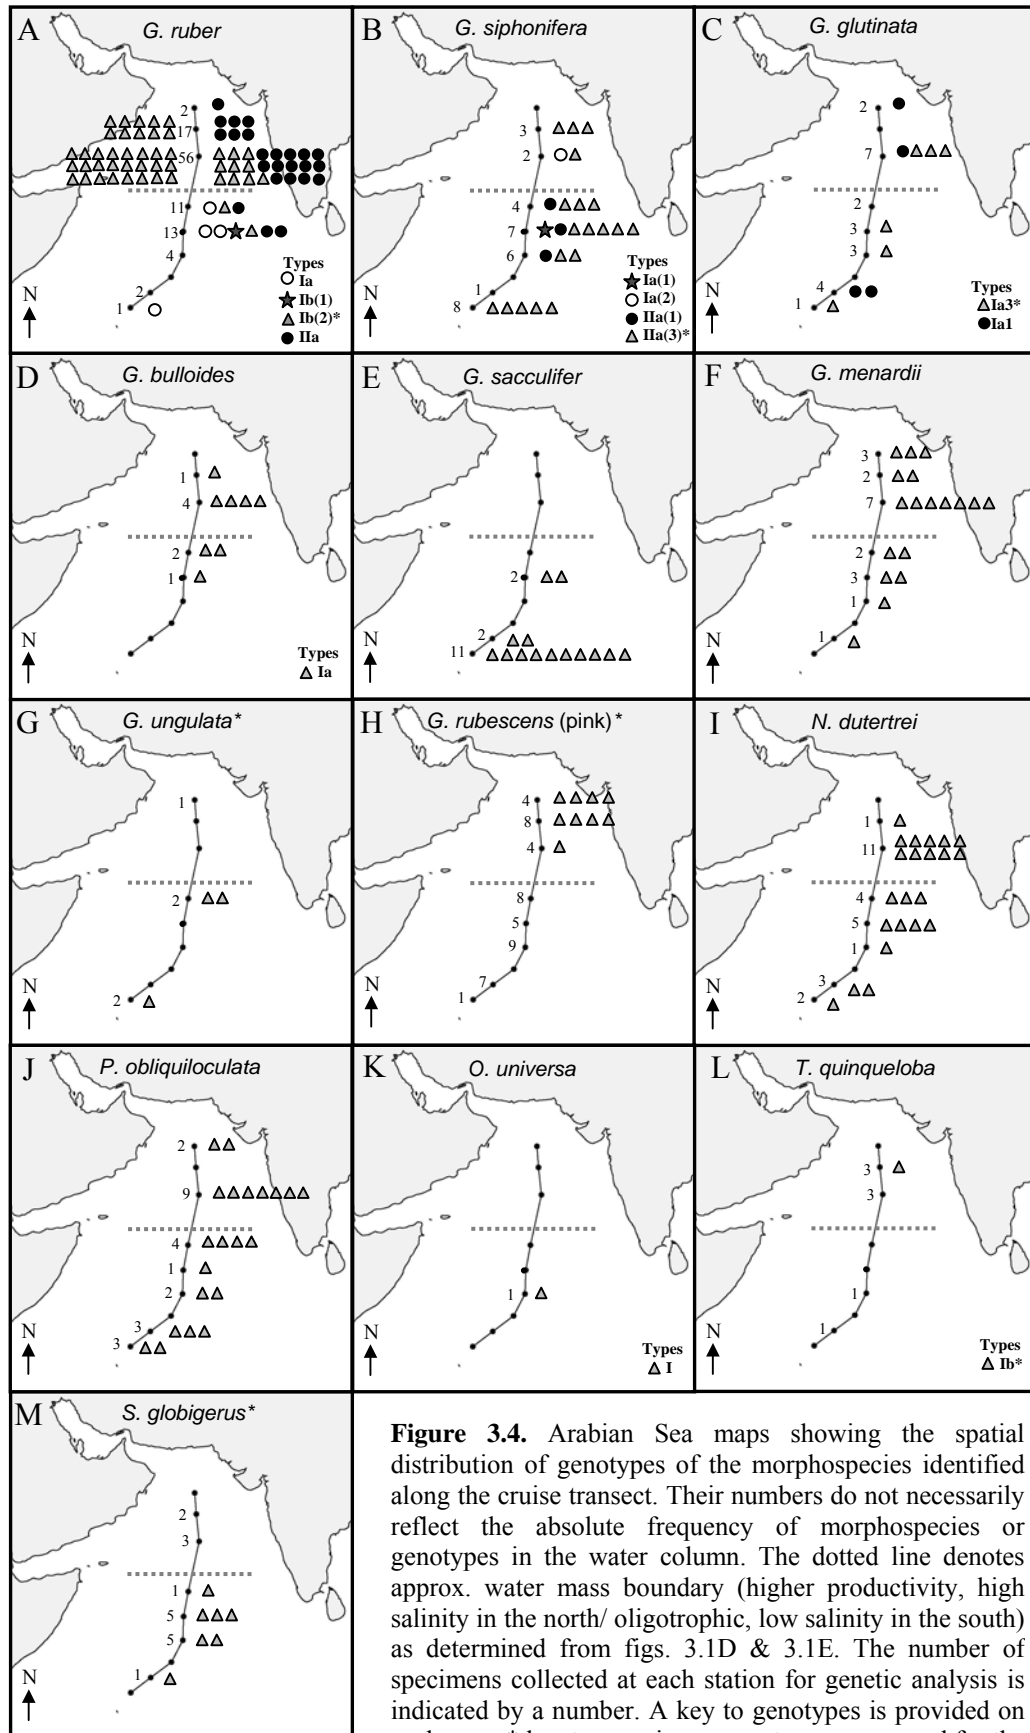 A
G. ruber
2
17
56
11
13
4
2
1
N
Types
Ia
Ib(1)
Ib(2)*
IIa
B
G. siphonifera
3
2
4
7
6
1
8
N
Types
Ia(1)
Ia(2)
IIa(1)
IIa(3)*
C
G. glutinata
2
7
2
3
3
4
1
N
Types
Ia3*
Ia1
D
G. bulloides
1
4
2
1
N
Types
Ia
E
G. sacculifer
2
2
11
N
F
G. menardii
3
2
7
2
3
1
1
N
G
G. ungulata*
1
2
2
N
H
G. rubescens (pink)*
4
8
4
8
5
9
7
1
N
I
N. dutertrei
1
11
4
5
1
3
2
N
J
P. obliquiloculata
2
9
4
1
2
3
3
N
K
O. universa
1
N
Types
I
L
T. quinqueloba
3
3
1
1
N
Types
Ib*
M
S. globigerus*
2
3
1
5
5
1
N
Figure 3.4. Arabian Sea maps showing the spatial
distribution of genotypes of the morphospecies identified
along the cruise transect. Their numbers do not necessarily
reflect the absolute frequency of morphospecies or
genotypes in the water column. The dotted line denotes
approx. water mass boundary (higher productivity, high
salinity in the north/ oligotrophic, low salinity in the south)
as determined from figs. 3.1D & 3.1E. The number of
specimens collected at each station for genetic analysis is
indicated by a number. A key to genotypes is provided on